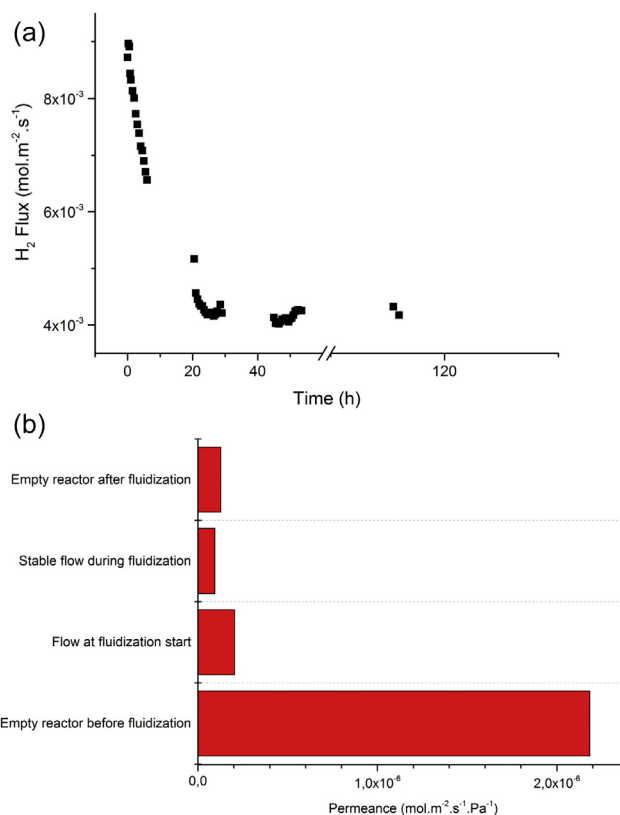 (a)
H₂ Flux (mol.m⁻².s⁻¹)
8x10⁻³
6x10⁻³
4x10⁻³
0
20
40
120
Time (h)
(b)
Empty reactor after fluidization
Stable flow during fluidization
Flow at fluidization start
Empty reactor before fluidization
0,0
1,0x10⁻⁶
2,0x10⁻⁶
Permeance (mol.m⁻².s⁻¹.Pa⁻¹)